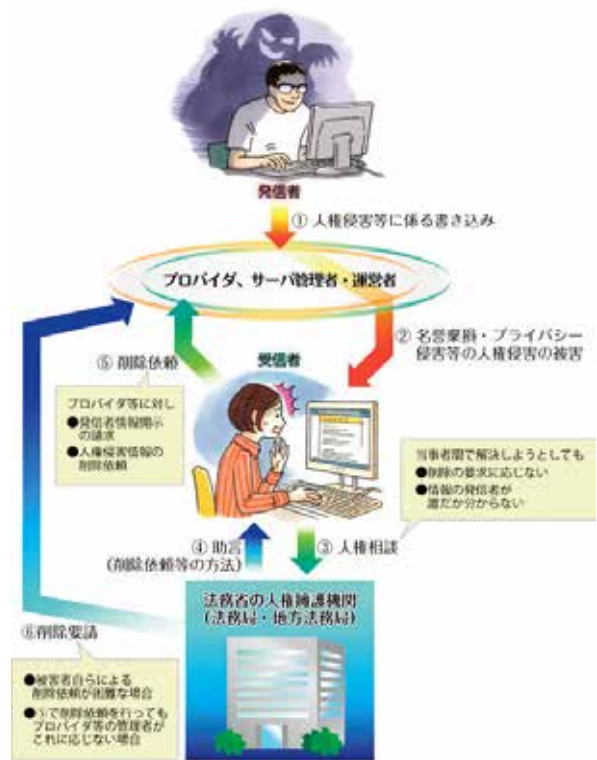 発信者
① 人権侵害等に係る書き込み
プロバイダ、サーバ管理者・運営者
② 名誉棄損・プライバシー
侵害等の人権侵害の被害
⑤ 削除依頼
受信者
プロバイダ等に対し
●発信者情報開示
の請求
●人権侵害情報の
削除依頼
当事者間で解決しようとしても
●削除の要求に応じない
●情報の発信者が
誰だか分からない
④ 助言
(削除依頼等の方法)
③ 人権相談
法務省の人権擁護機関
(法務局・地方法務局)
⑥削除要請
●被害者自らによる
削除依頼が困難な場合
●⑤で削除依頼を行っても
プロバイダ等の管理者が
これに応じない場合